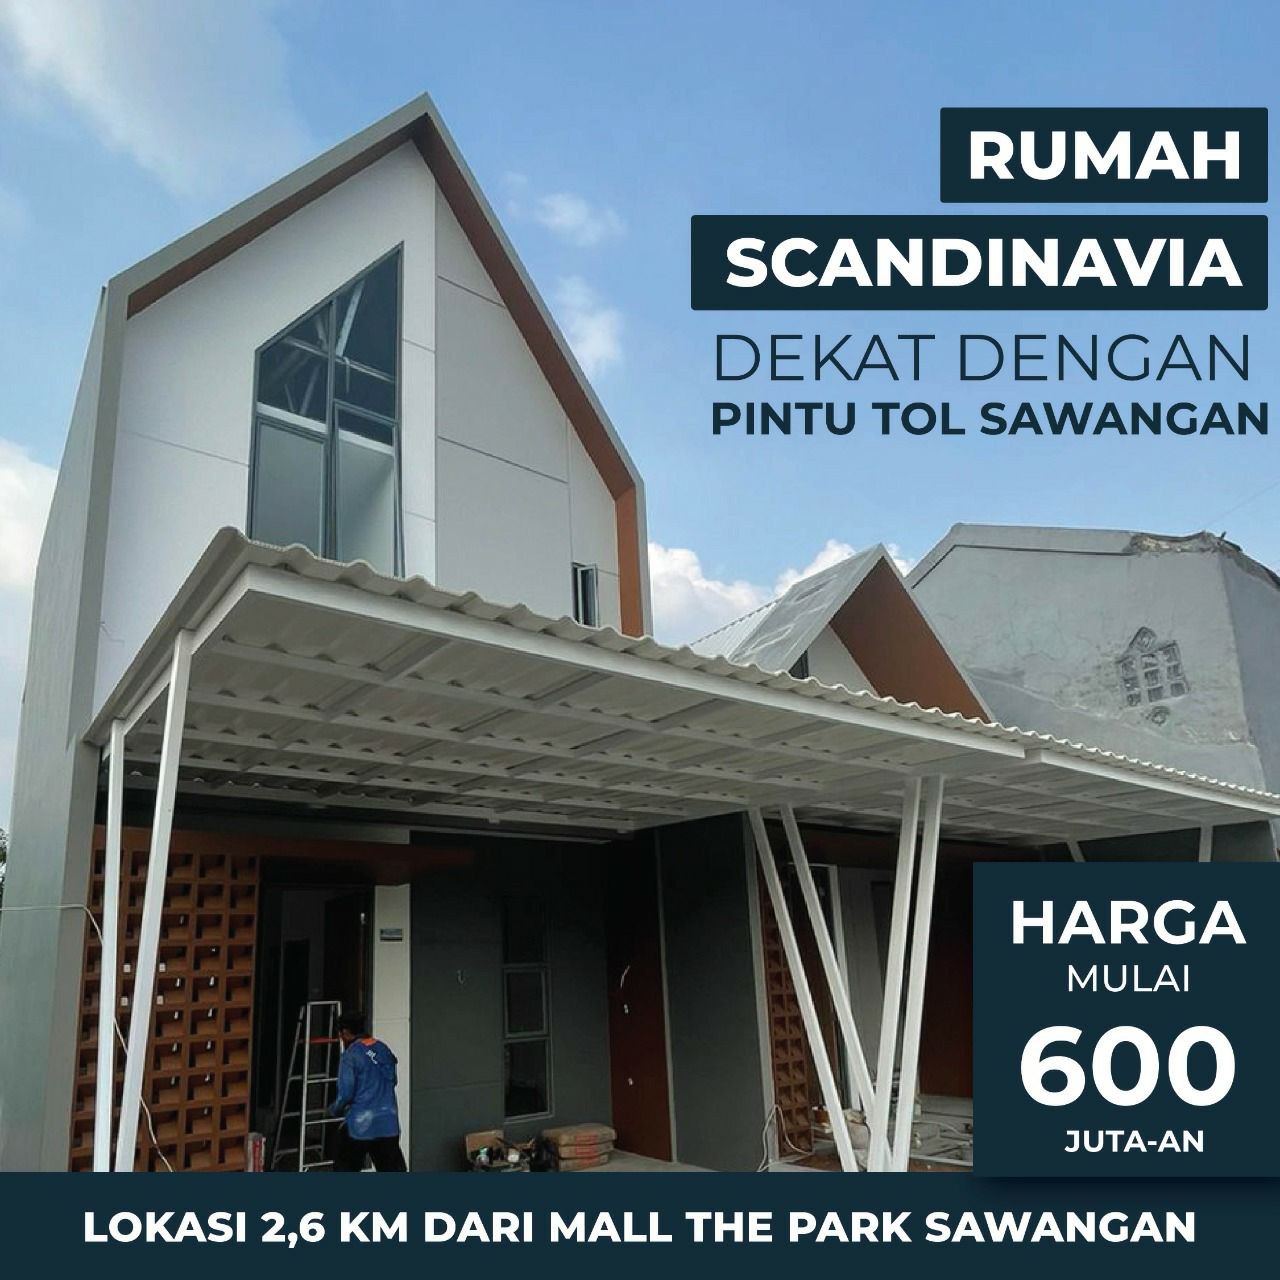 RUMAH
SCANDINAVIA
DEKAT DENGAN
PINTU TOL SAWANGAN
HARGA
MULAI
600
JUTA-AN
LOKASI 2,6 KM DARI MALL THE PARK SAWANGAN